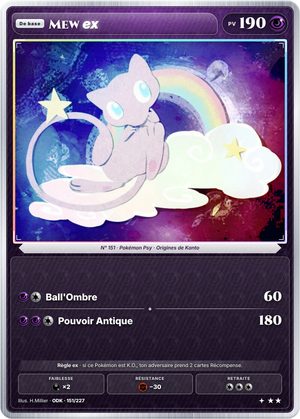 De base MEW ex PV 190
N° 151 · Pokémon Psy · Origines de Kanto
Ball'Ombre 60
Pouvoir Antique 180
Règle ex - si ce Pokémon est K.O., ton adversaire prend 2 cartes Récompense.
FAIBLESSE RÉSISTANCE RETRAITE
×2 -30
Illus. H.Millier · ODK · 151/227